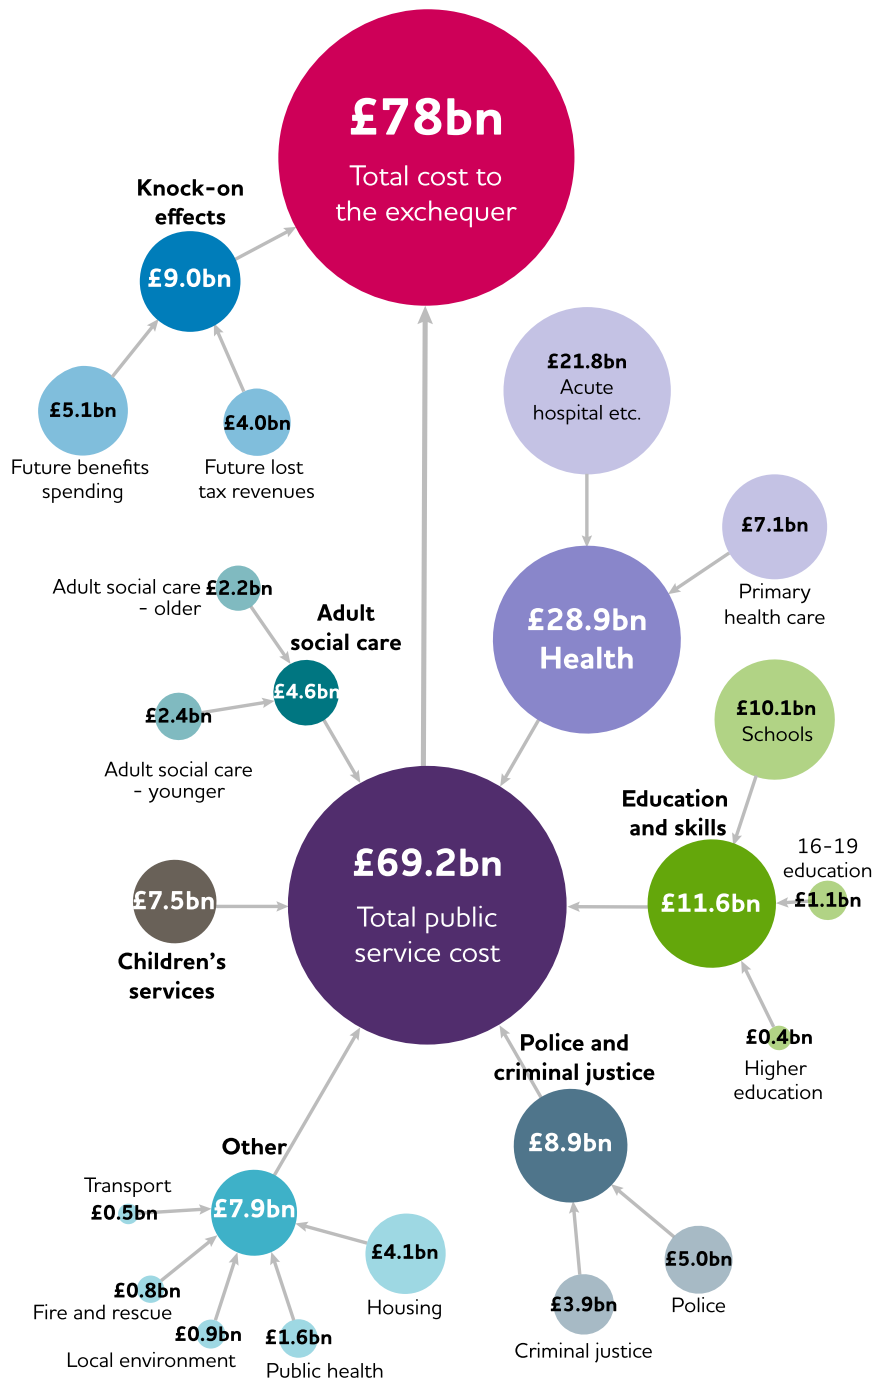 £78bn
Total cost to
the exchequer
Knock-on
effects
£9.0bn
£5.1bn
Future benefits
spending
£4.0bn
Future lost
tax revenues
£21.8bn
Acute
hospital etc.
£7.1bn
Primary
health care
£28.9bn
Health
Adult social care
- older
£2.2bn
Adult
social care
£4.6bn
£2.4bn
Adult social care
- younger
£10.1bn
Schools
Education
and skills
£11.6bn
16-19
education
£1.1bn
£0.4bn
Higher
education
£69.2bn
Total public
service cost
£7.5bn
Children’s
services
Police and
criminal justice
£8.9bn
£5.0bn
Police
£3.9bn
Criminal justice
Other
£7.9bn
Transport
£0.5bn
£0.8bn
Fire and rescue
£0.9bn
Local environment
£1.6bn
Public health
£4.1bn
Housing